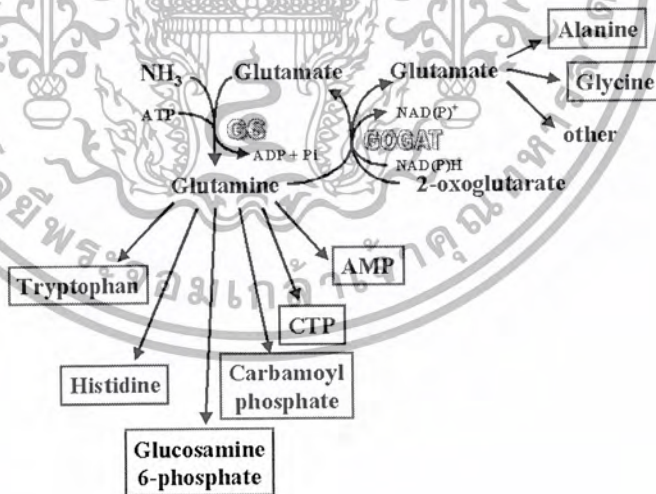 Alanine
NH₃ Glutamate Glutamate
Glycine
ATP GS NAD(P)⁺
GOGAT other
ADP + Pi NAD(P)H
Glutamine 2-oxoglutarate
AMP
Tryptophan
CTP
Histidine
Carbamoyl
phosphate
Glucosamine
6-phosphate